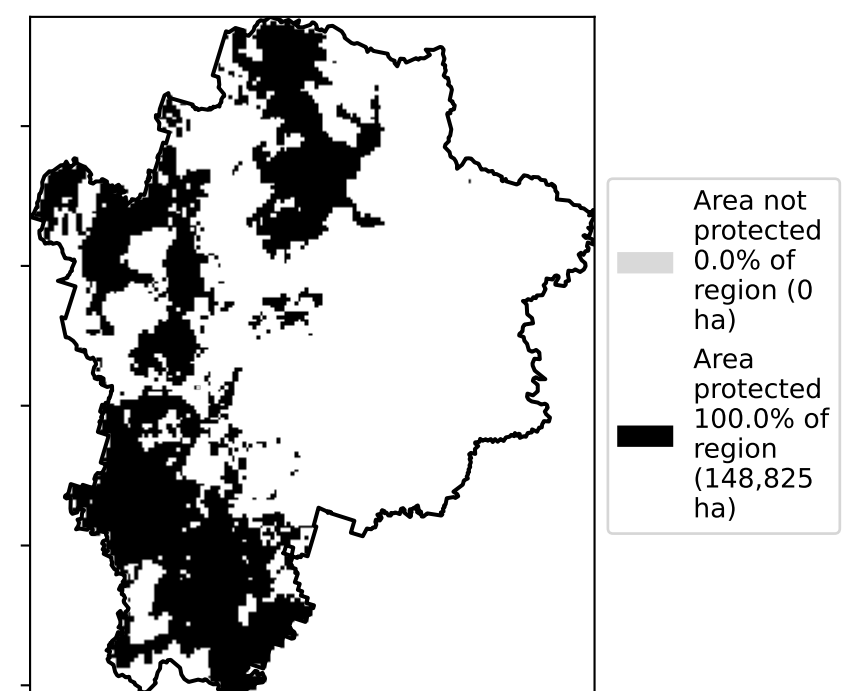 Area not
protected
0.0% of
region (0
ha)
Area
protected
100.0% of
region
(148,825
ha)